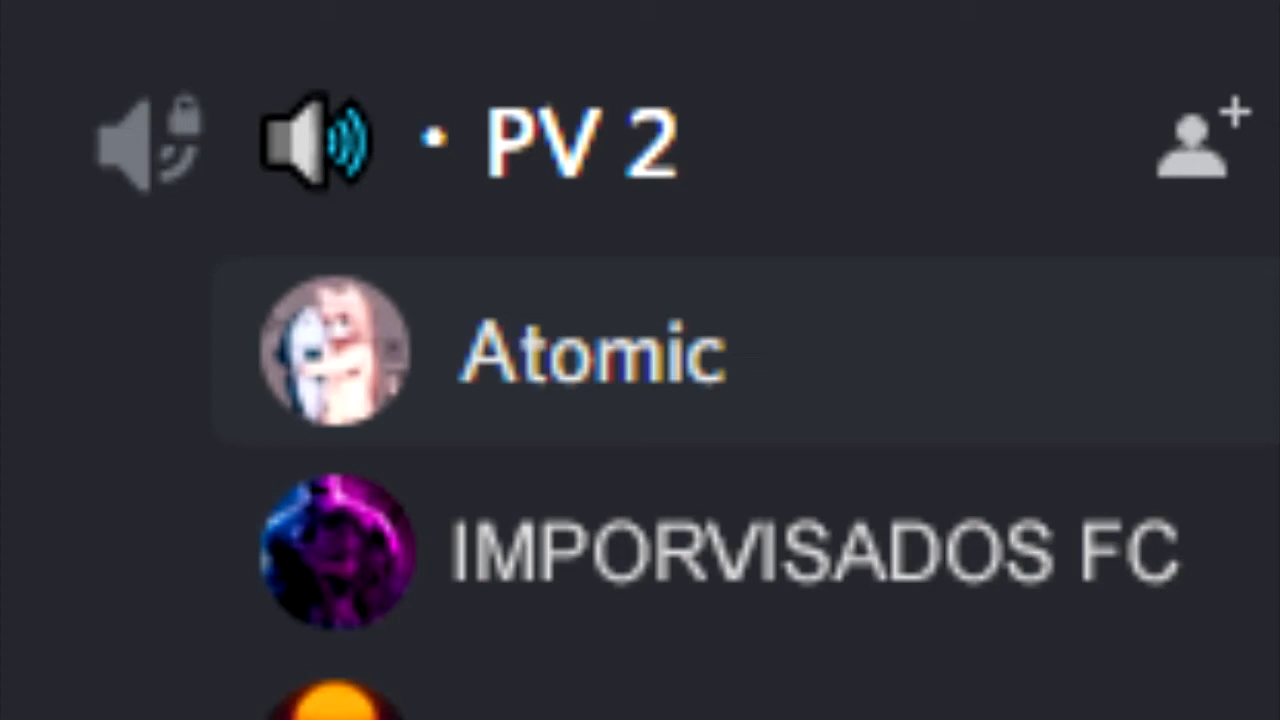 🔊 • PV 2
Atomic
IMPORVISADOS FC